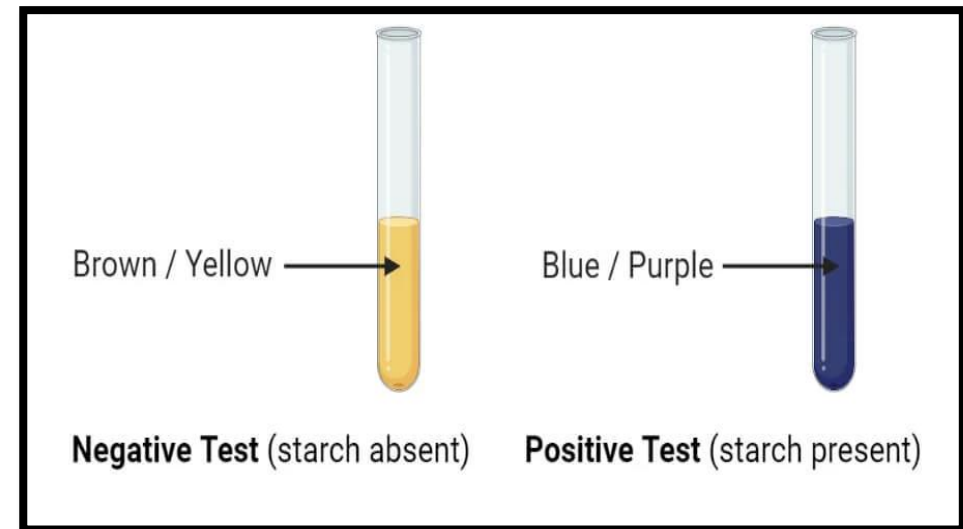 Brown / Yellow
Blue / Purple
Negative Test (starch absent)
Positive Test (starch present)